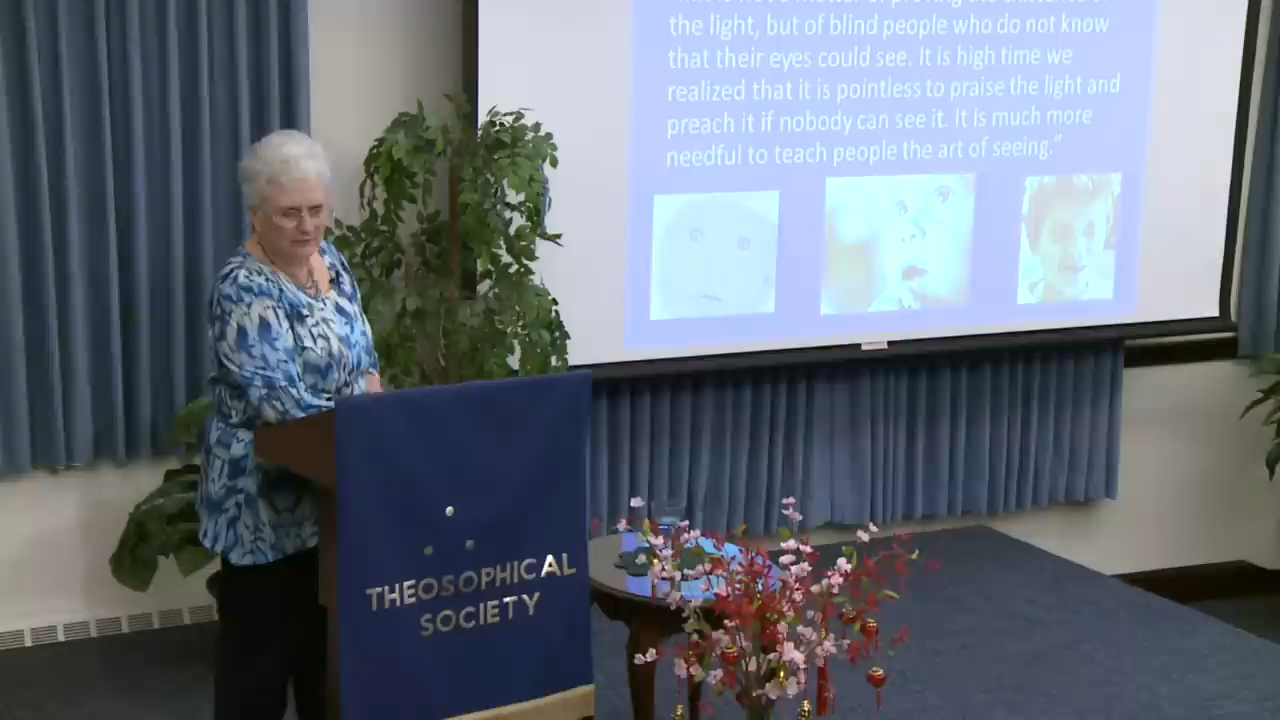 the light, but of blind people who do not know
that their eyes could see. It is high time we
realized that it is pointless to praise the light and
preach it if nobody can see it. It is much more
needful to teach people the art of seeing.”
THEOSOPHICAL
SOCIETY